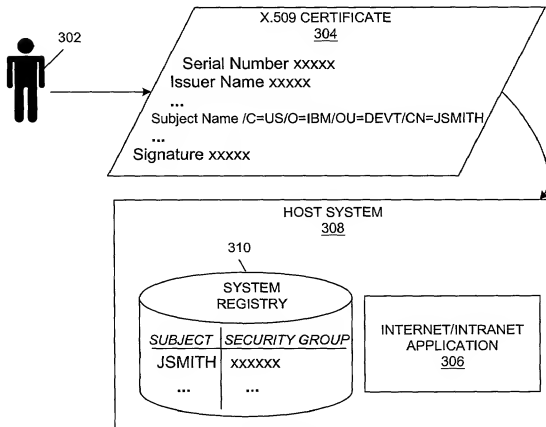 302
X.509 CERTIFICATE
304
Serial Number xxxxx
Issuer Name xxxxx
...
Subject Name /C=US/O=IBM/OU=DEVT/CN=JSMITH
...
Signature xxxxx
HOST SYSTEM
308
310
SYSTEM
REGISTRY
SUBJECT SECURITY GROUP
JSMITH xxxxxx
... ...
INTERNET/INTRANET
APPLICATION
306